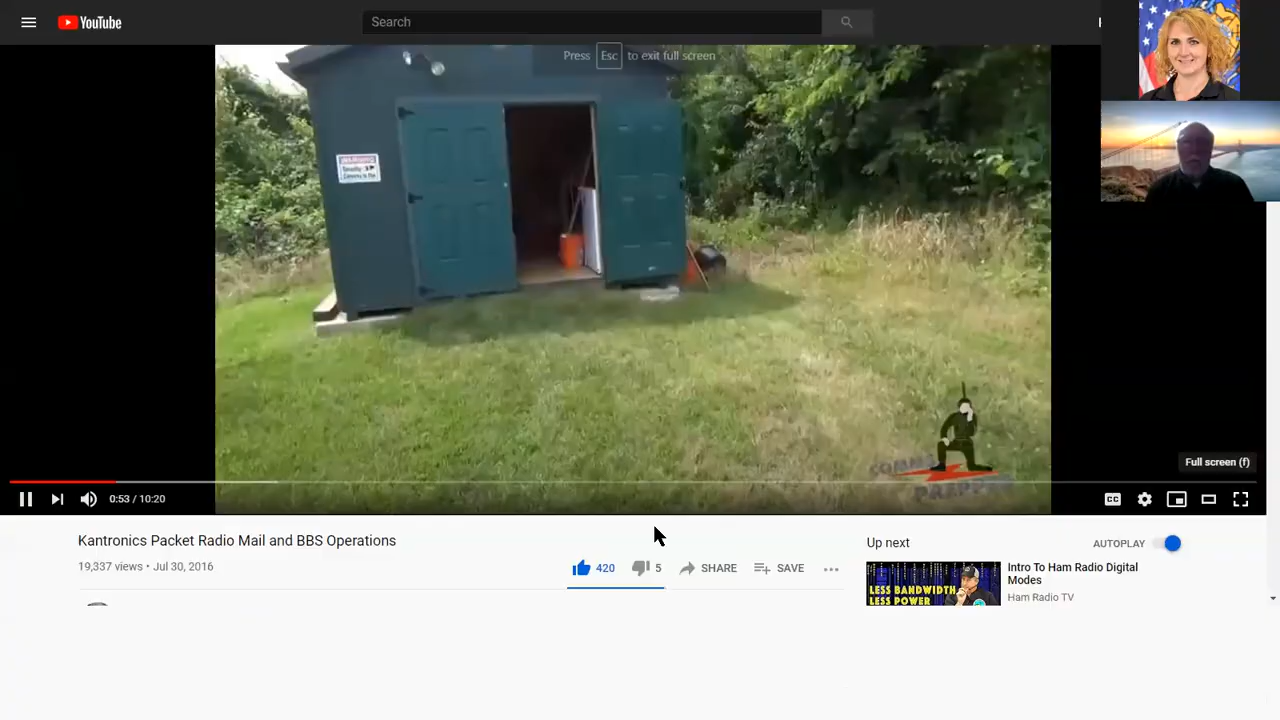 YouTube
Search
Press Esc to exit full screen
Full screen (f)
0:53 / 10:20
CC
Kantronics Packet Radio Mail and BBS Operations
19,337 views • Jul 30, 2016
420
5
SHARE
SAVE
Up next
AUTOPLAY
LESS BANDWIDTH
LESS POWER
Intro To Ham Radio Digital
Modes
Ham Radio TV